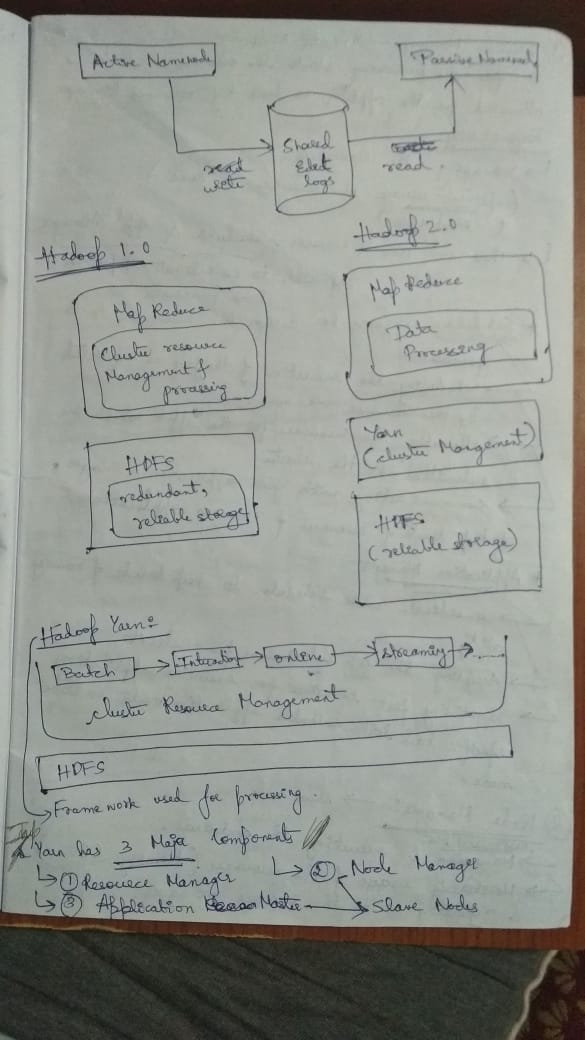 Active Namenode
Passive Namenode
Shared
Edit
logs
read
write
read.
Hadoop 1.0
Hadoop 2.0
Map Reduce
Cluster resource
Management &
processing
HDFS
redundant,
reliable storage
Map Reduce
Data
Processing
Yarn
(cluster Mangement)
HDFS
(reliable storage)
Hadoop Yarn:
Batch
Interaction
online
streaming
.....
cluster Resource Management
HDFS
Frame work used for processing.
Yarn has 3 Major Components
① Resource Manager
② Node Manager
③ Application Master
Slave Nodes